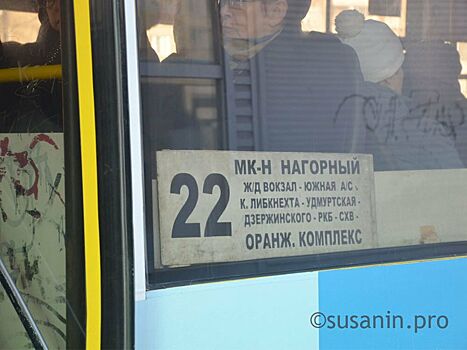 22
МК-Н НАГОРНЫЙ
Ж/Д ВОКЗАЛ - ЮЖНАЯ А/С -
К. ЛИБКНЕХТА - УДМУРТСКАЯ -
ДЗЕРЖИНСКОГО - РКБ - СХВ -
ОРАНЖ. КОМПЛЕКС
©susanin.pro